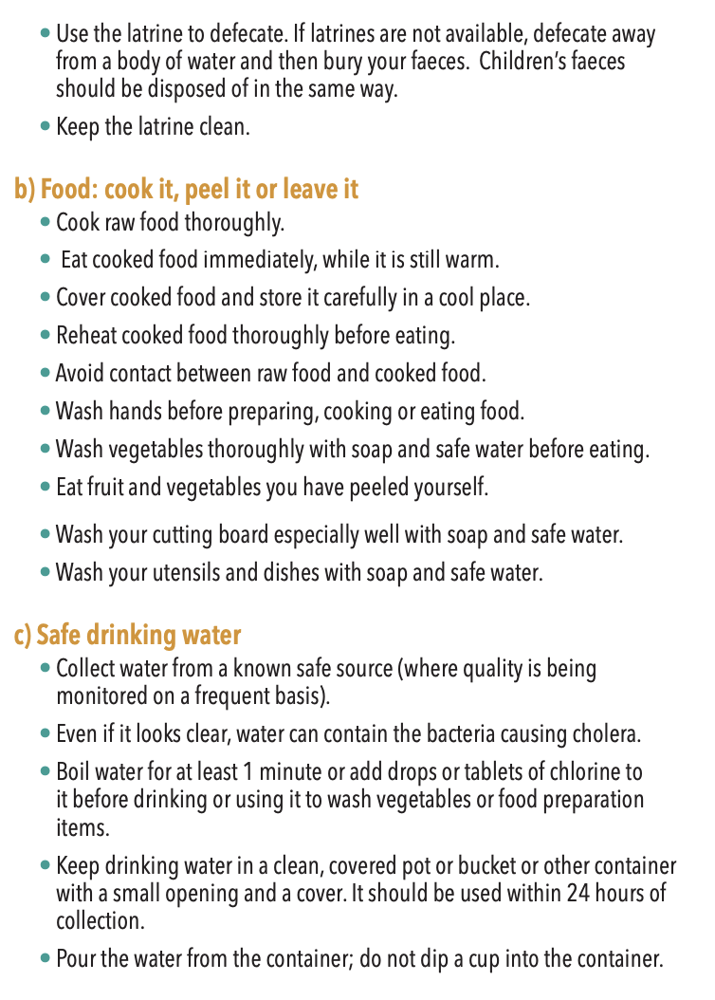 • Use the latrine to defecate. If latrines are not available, defecate away
from a body of water and then bury your faeces. Children’s faeces
should be disposed of in the same way.
• Keep the latrine clean.
b) Food: cook it, peel it or leave it
• Cook raw food thoroughly.
• Eat cooked food immediately, while it is still warm.
• Cover cooked food and store it carefully in a cool place.
• Reheat cooked food thoroughly before eating.
• Avoid contact between raw food and cooked food.
• Wash hands before preparing, cooking or eating food.
• Wash vegetables thoroughly with soap and safe water before eating.
• Eat fruit and vegetables you have peeled yourself.
• Wash your cutting board especially well with soap and safe water.
• Wash your utensils and dishes with soap and safe water.
c) Safe drinking water
• Collect water from a known safe source (where quality is being
monitored on a frequent basis).
• Even if it looks clear, water can contain the bacteria causing cholera.
• Boil water for at least 1 minute or add drops or tablets of chlorine to
it before drinking or using it to wash vegetables or food preparation
items.
• Keep drinking water in a clean, covered pot or bucket or other container
with a small opening and a cover. It should be used within 24 hours of
collection.
• Pour the water from the container; do not dip a cup into the container.